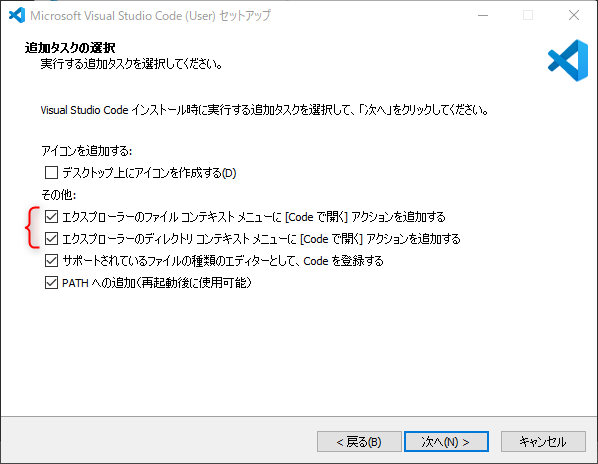 Microsoft Visual Studio Code (User) セットアップ
追加タスクの選択
実行する追加タスクを選択してください。
Visual Studio Code インストール時に実行する追加タスクを選択して、「次へ」をクリックしてください。
アイコンを追加する:
デスクトップ上にアイコンを作成する(D)
その他:
エクスプローラーのファイル コンテキスト メニューに [Code で開く] アクションを追加する
エクスプローラーのディレクトリ コンテキスト メニューに [Code で開く] アクションを追加する
サポートされているファイルの種類のエディターとして、Code を登録する
PATH への追加（再起動後に使用可能）
< 戻る(B) 次へ(N) > キャンセル